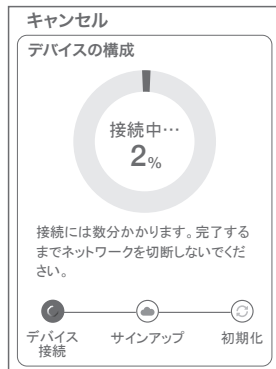 キャンセル
デバイスの構成
接続中…
2%
接続には数分かかります。完了する
までネットワークを切断しないでくだ
さい。
デバイス
接続
サインアップ
初期化